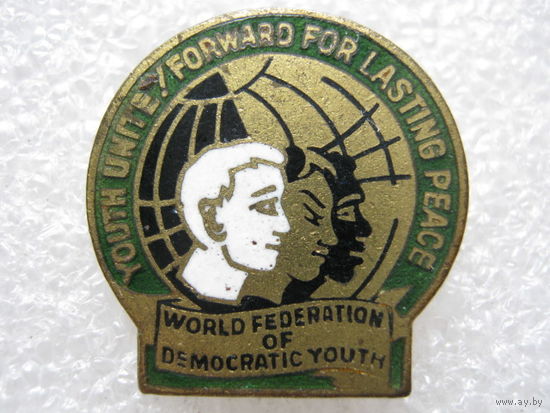 YOUTH UNITE! FORWARD FOR LASTING PEACE
WORLD FEDERATION
OF
DEMOCRATIC YOUTH
www.ay.by